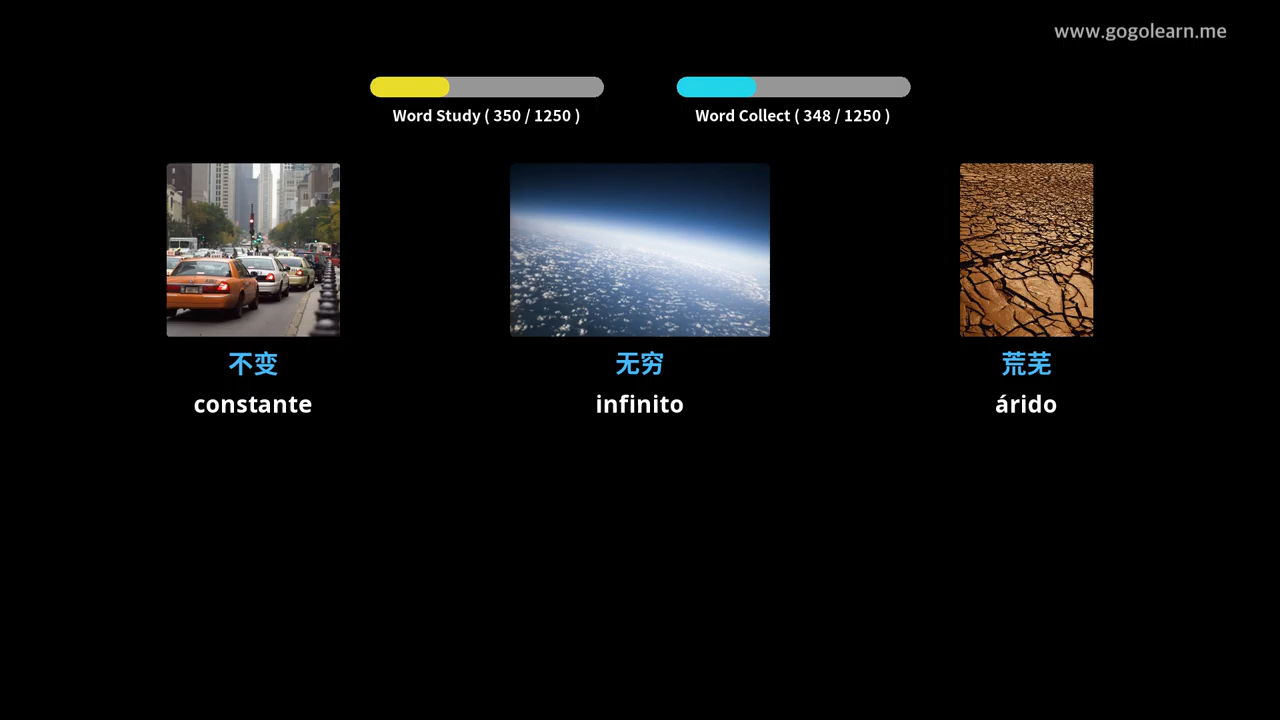 www.gogolearn.me
Word Study ( 350 / 1250 )
Word Collect ( 348 / 1250 )
不变
无穷
荒芜
constante
infinito
árido